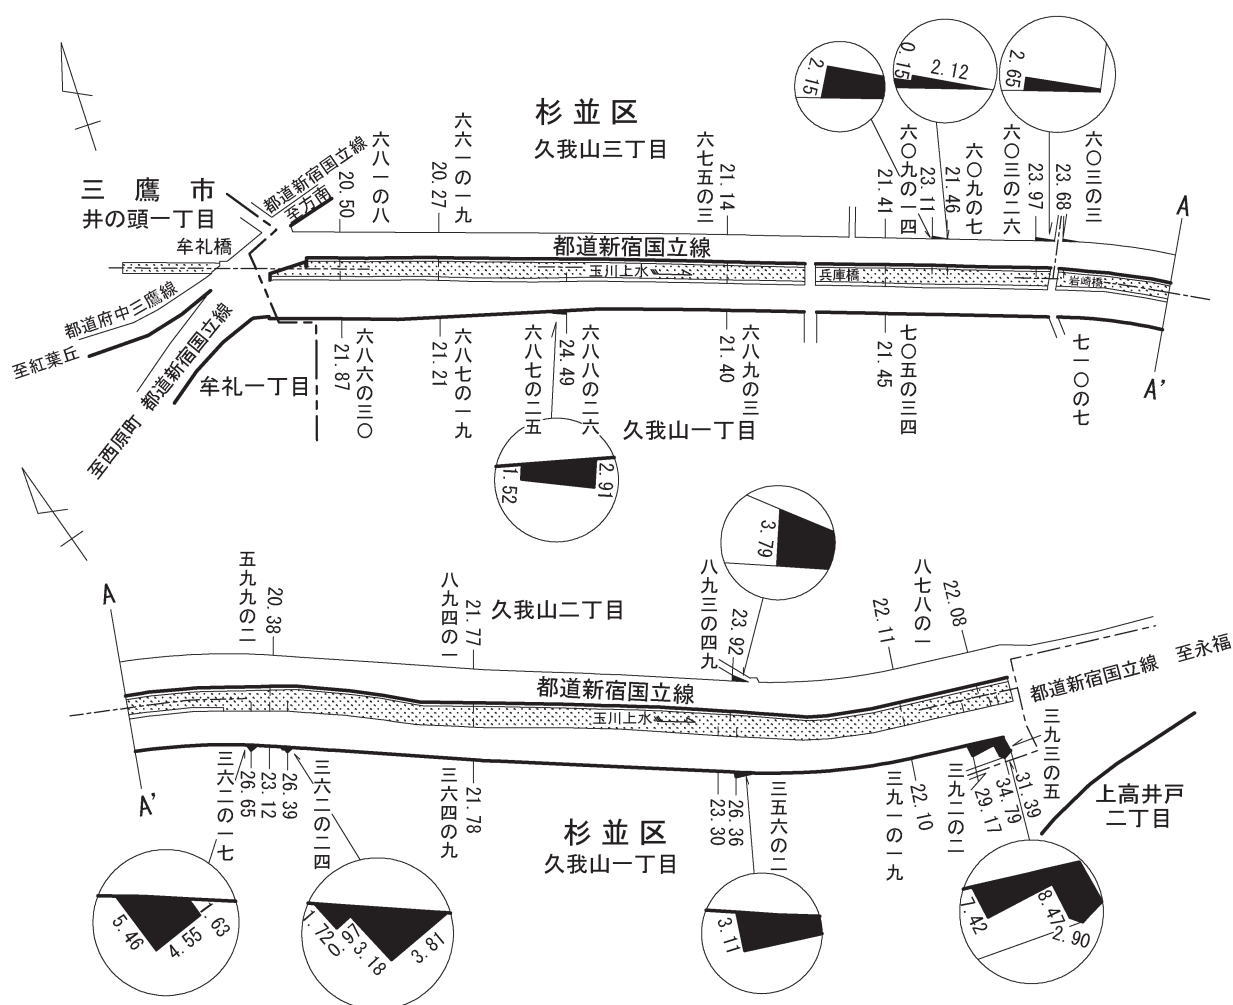 2.15
0.15
2.12
2.65
杉並区
久我山三丁目
三鷹市
井の頭一丁目
牟礼橋
都道新宿国立線
至方南
六八一の八
20.50
六六一の一九
20.27
六七五の三
21.14
21.41
六〇九の一四
23.11
21.46
六〇九の七
六〇三の二六
23.97
23.68
六〇三の三
A
都道新宿国立線
玉川上水
兵庫橋
岩崎橋
都道府中三鷹線
至紅葉丘
都道新宿国立線
至西原町
牟礼一丁目
21.87
六八六の三〇
21.21
六八七の一九
六八七の二五
24.49
六八八の二六
21.40
六八九の三
21.45
七〇五の三四
七一〇の七
A'
久我山一丁目
1.52
2.91
3.79
A
五九九の二
20.38
八九四の一
21.77
久我山二丁目
八九三の四九
23.92
22.11
八七八の一
22.08
都道新宿国立線
玉川上水
都道新宿国立線
至永福
A'
三六二の一七
26.65
23.12
26.39
三六二の二四
三六四の九
21.78
杉並区
久我山一丁目
23.30
26.36
三五六の二
三九一の一九
22.10
三九二の二
29.17
34.79
31.39
三九三の五
上高井戸
二丁目
5.46
4.55
1.63
1.72
0.97
3.18
3.81
3.11
7.42
8.47
2.90